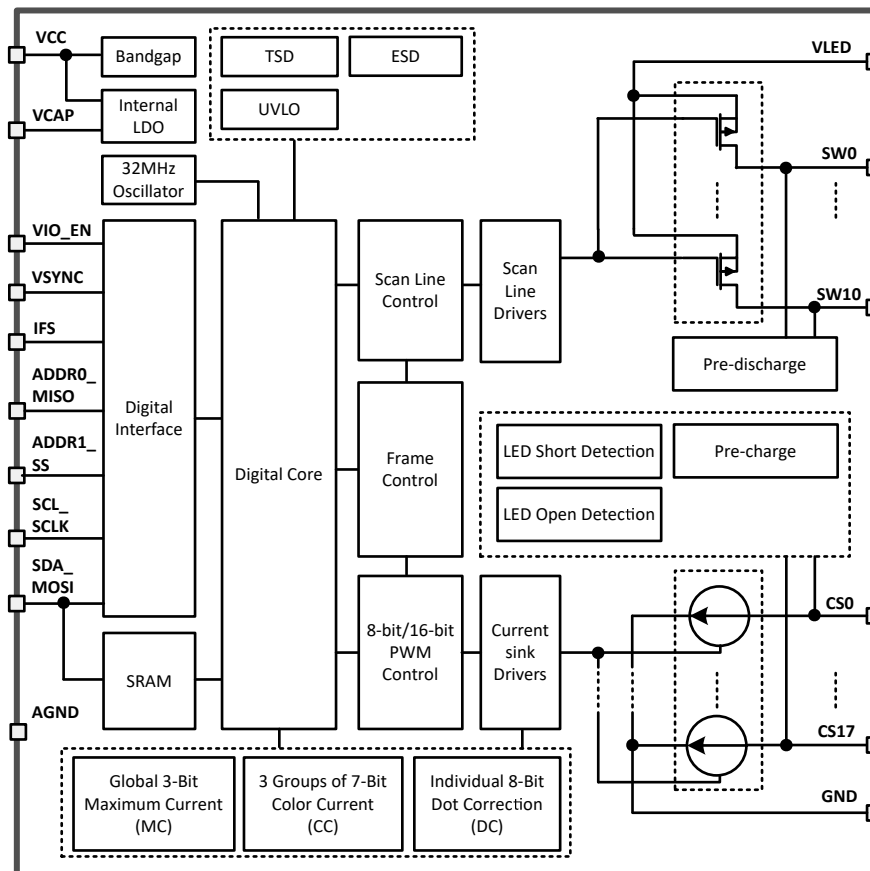 VCC
Bandgap
TSD
ESD
VLED
VCAP
Internal
LDO
UVLO
32MHz
Oscillator
SW0
VIO_EN
VSYNC
IFS
ADDR0_
MISO
ADDR1_
SS
SCL_
SCLK
SDA_
MOSI
AGND
Digital
Interface
SRAM
Digital Core
Scan Line
Control
Scan
Line
Drivers
SW10
Pre-discharge
Frame
Control
LED Short Detection
Pre-charge
LED Open Detection
8-bit/16-bit
PWM
Control
Current
sink
Drivers
CS0
CS17
GND
Global 3-Bit
Maximum Current
(MC)
3 Groups of 7-Bit
Color Current
(CC)
Individual 8-Bit
Dot Correction
(DC)